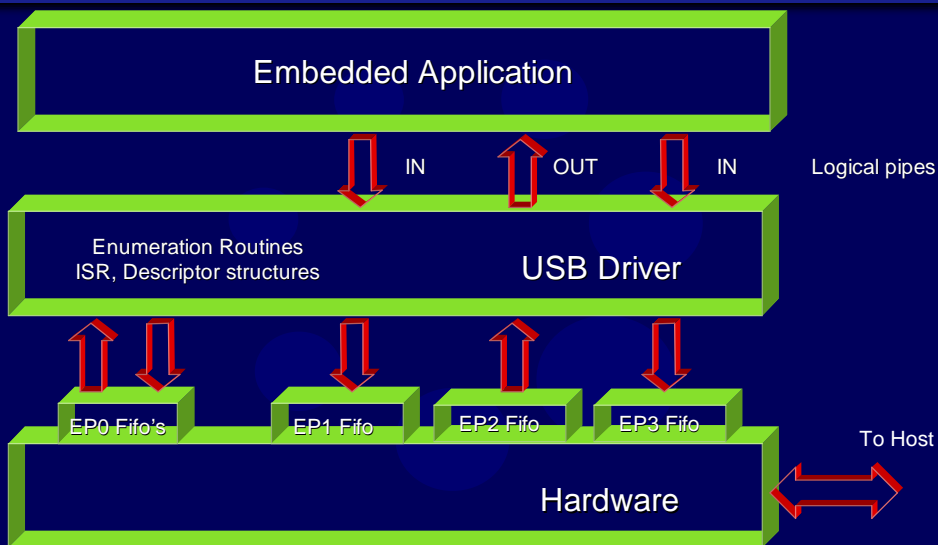 Embedded Application
IN
OUT
IN
Logical pipes
Enumeration Routines
ISR, Descriptor structures
USB Driver
EP0 Fifo's
EP1 Fifo
EP2 Fifo
EP3 Fifo
To Host
Hardware